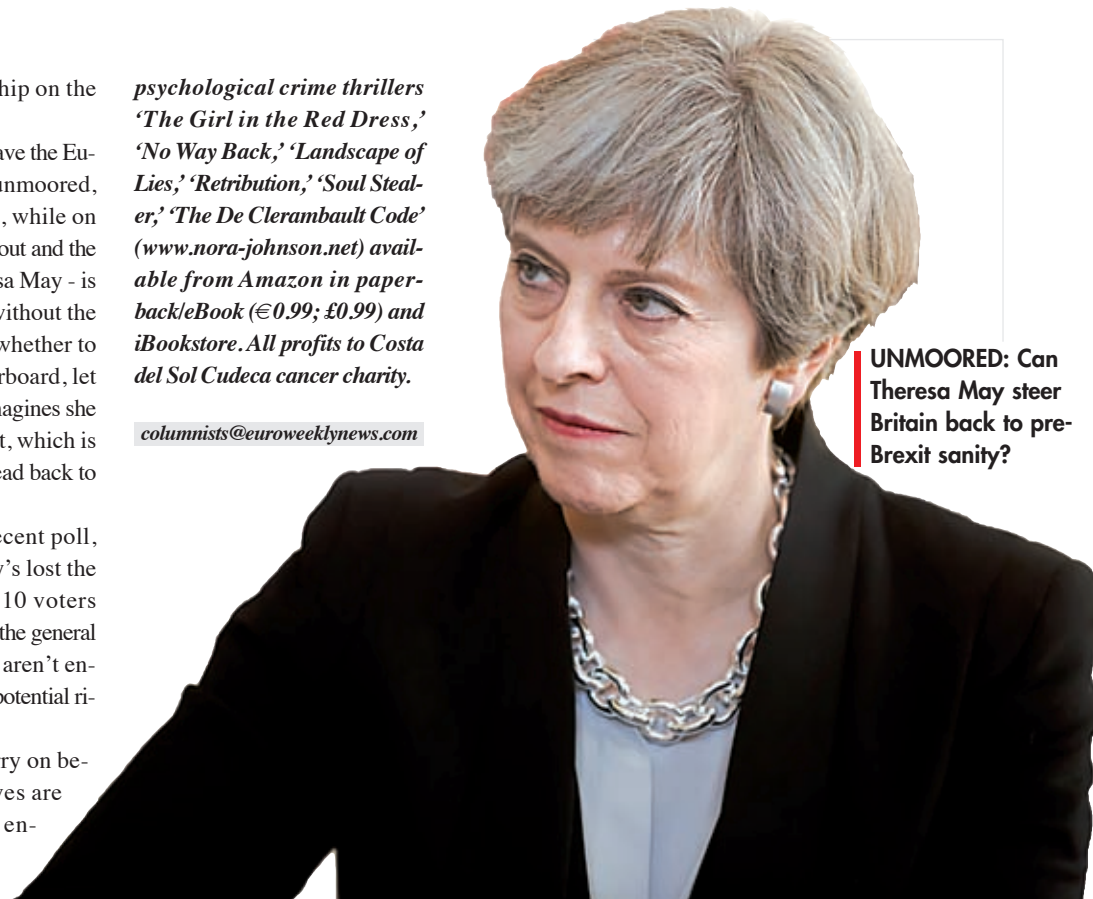 hip on the
ave the Eu-
unmoored,
, while on
out and the
sa May - is
without the
whether to
rboard, let
nagines she
t, which is
ead back to
ecent poll,
y's lost the
10 voters
the general
aren't en-
potential ri-
rry on be-
ves are
en-
psychological crime thrillers
‘The Girl in the Red Dress,’
‘No Way Back,’ ‘Landscape of
Lies,’ ‘Retribution,’ ‘Soul Steal-
er,’ ‘The De Clerambault Code’
(www.nora-johnson.net) avail-
able from Amazon in paper-
back/eBook (€0.99; £0.99) and
iBookstore. All profits to Costa
del Sol Cudeca cancer charity.
columnists@euroweeklynews.com
UNMOORED: Can
Theresa May steer
Britain back to pre-
Brexit sanity?